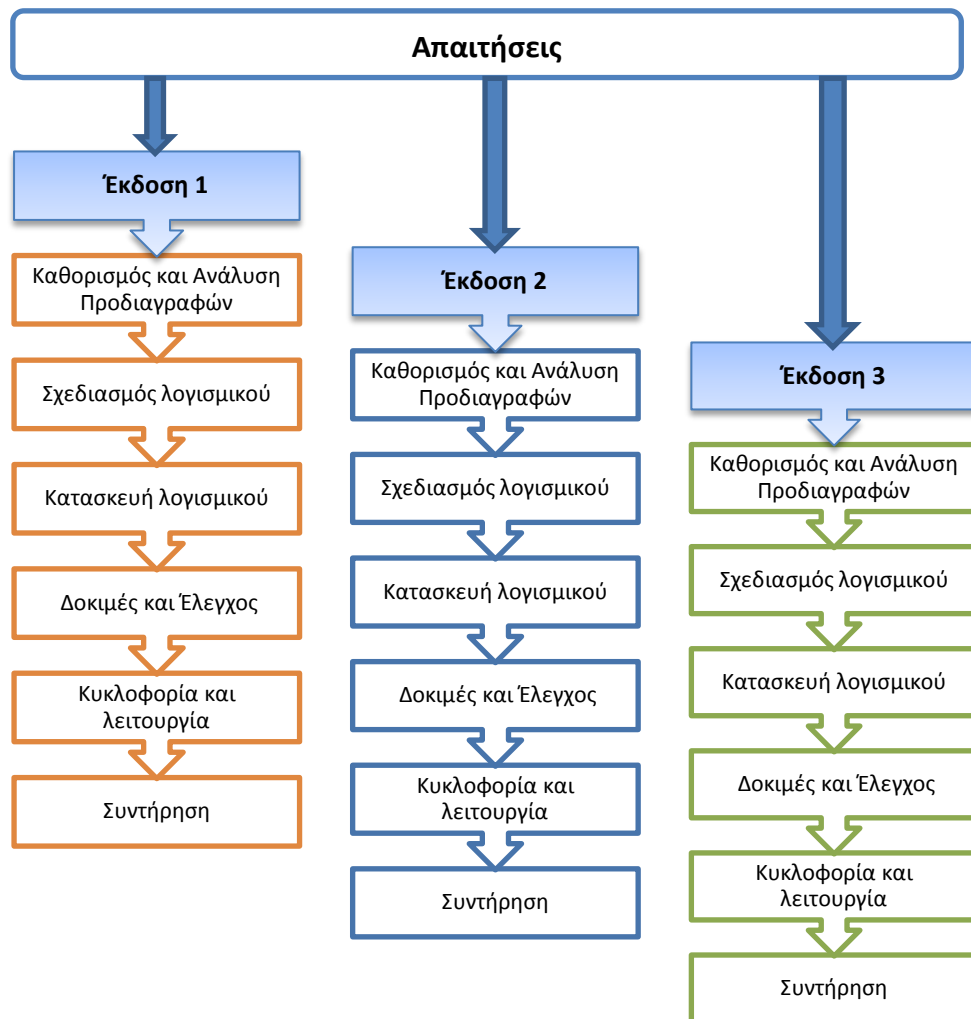 Απαιτήσεις
Έκδοση 1
Καθορισμός και Ανάλυση
Προδιαγραφών
Σχεδιασμός λογισμικού
Κατασκευή λογισμικού
Δοκιμές και Έλεγχος
Κυκλοφορία και
λειτουργία
Συντήρηση
Έκδοση 2
Καθορισμός και Ανάλυση
Προδιαγραφών
Σχεδιασμός λογισμικού
Κατασκευή λογισμικού
Δοκιμές και Έλεγχος
Κυκλοφορία και
λειτουργία
Συντήρηση
Έκδοση 3
Καθορισμός και Ανάλυση
Προδιαγραφών
Σχεδιασμός λογισμικού
Κατασκευή λογισμικού
Δοκιμές και Έλεγχος
Κυκλοφορία και
λειτουργία
Συντήρηση